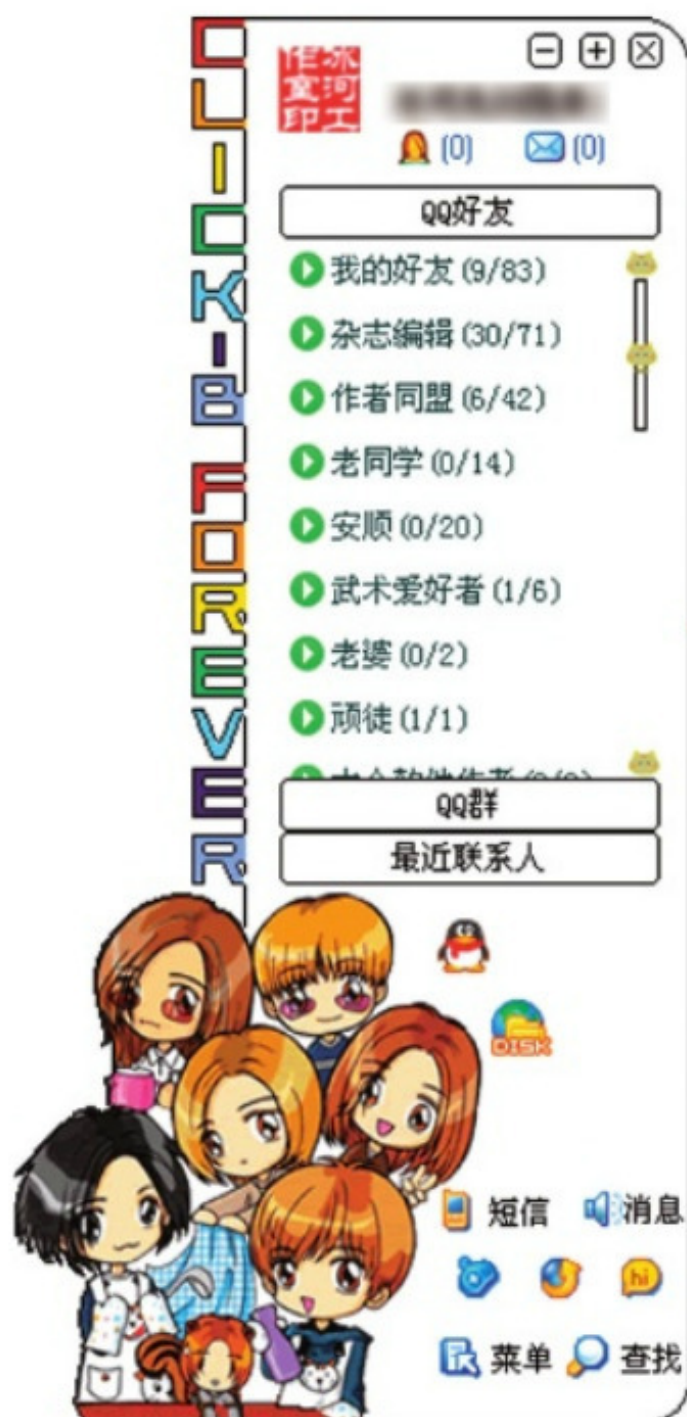 CLICK-B FOREVER
冰河工
作室印
(0) (0)
QQ好友
我的好友 (9/83)
杂志编辑 (30/71)
作者同盟 (6/42)
老同学 (0/14)
安顺 (0/20)
武术爱好者 (1/6)
老婆 (0/2)
顽徒 (1/1)
QQ群
最近联系人
DISK
短信 消息
hi
菜单 查找